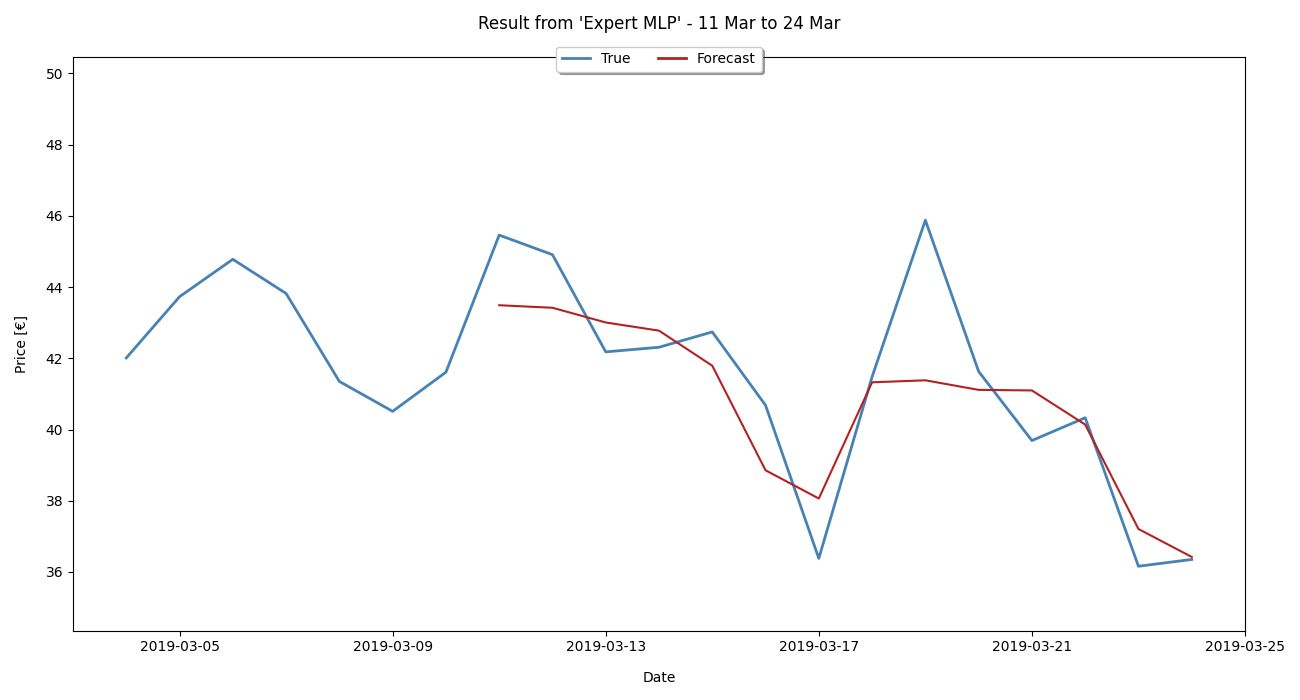 Result from 'Expert MLP' - 11 Mar to 24 Mar
True Forecast
50
48
46
44
42
40
38
36
Price [€]
2019-03-05 2019-03-09 2019-03-13 2019-03-17 2019-03-21 2019-03-25
Date